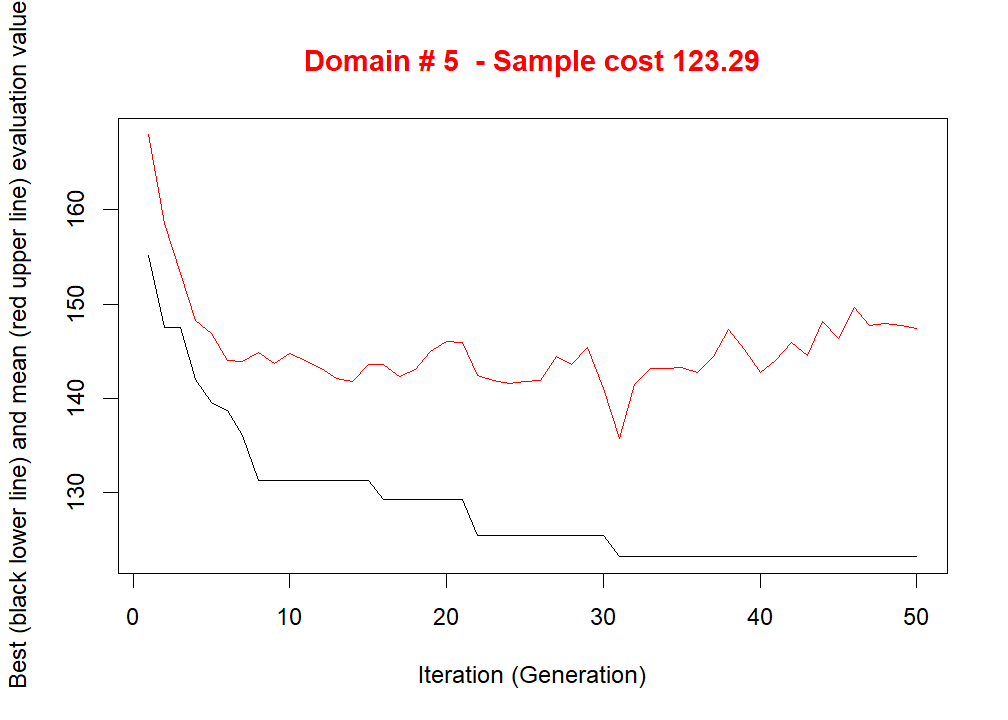 Domain # 5  - Sample cost 123.29
Best (black lower line) and mean (red upper line) evaluation value
160
150
140
130
0 10 20 30 40 50
Iteration (Generation)